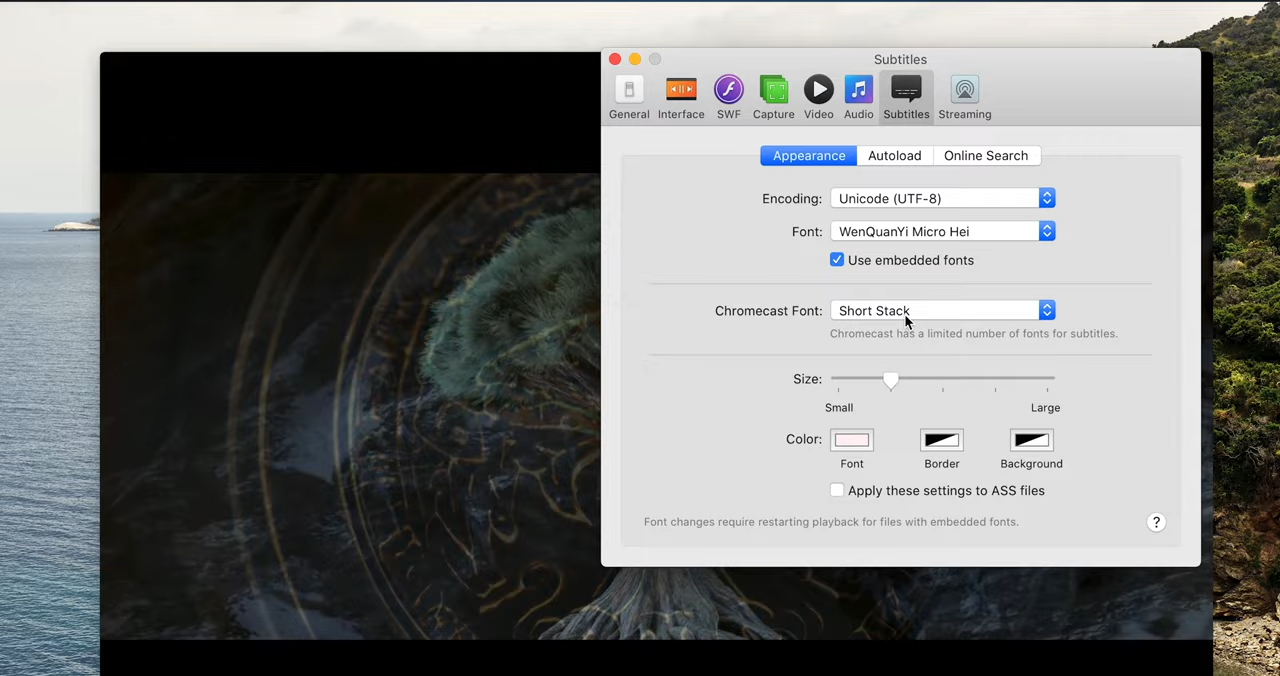 Subtitles
General Interface SWF Capture Video Audio Subtitles Streaming
Appearance Autoload Online Search
Encoding: Unicode (UTF-8)
Font: WenQuanYi Micro Hei
Use embedded fonts
Chromecast Font: Short Stack
Chromecast has a limited number of fonts for subtitles.
Size:
Small Large
Color:
Font Border Background
Apply these settings to ASS files
Font changes require restarting playback for files with embedded fonts. ?